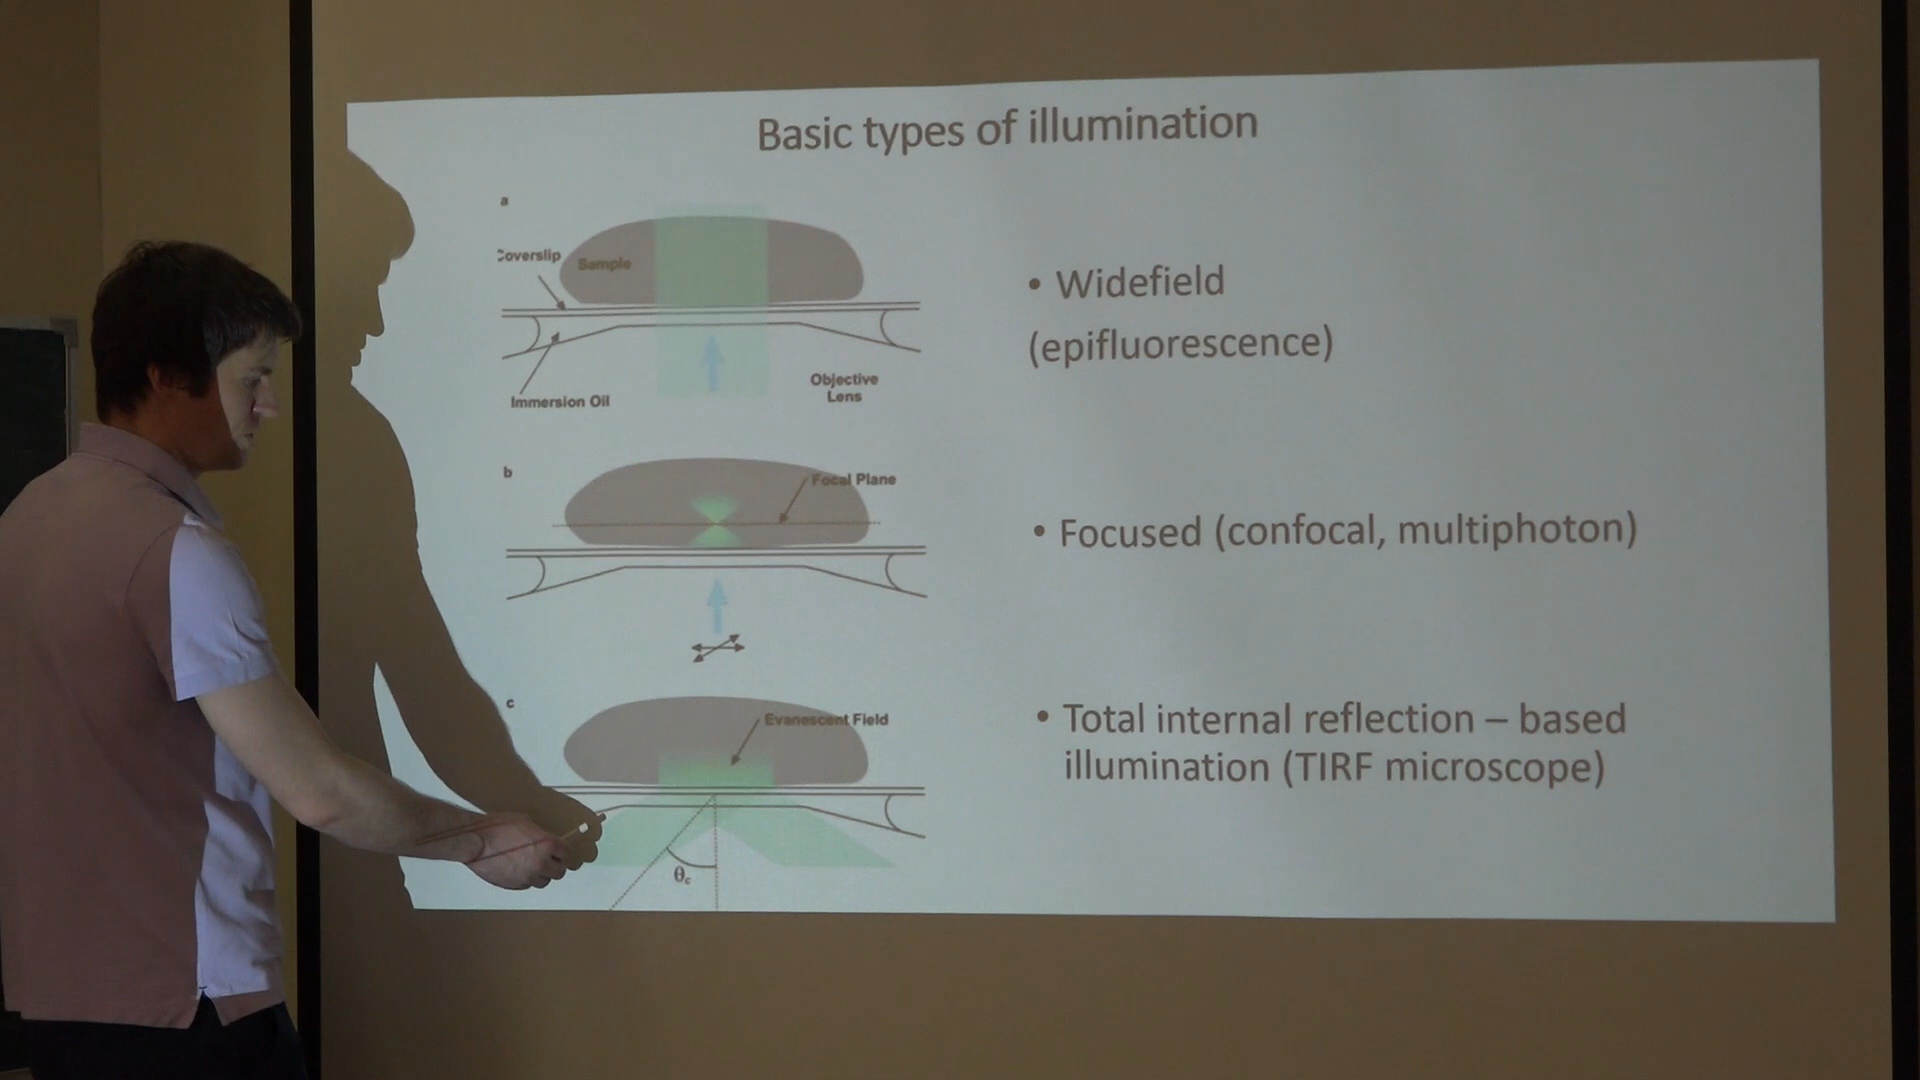 Basic types of illumination
a
Coverslip
Sample
Immersion Oil
Objective
Lens
• Widefield
(epifluorescence)
b
Focal Plane
• Focused (confocal, multiphoton)
c
Evanescent Field
θc
• Total internal reflection – based
illumination (TIRF microscope)